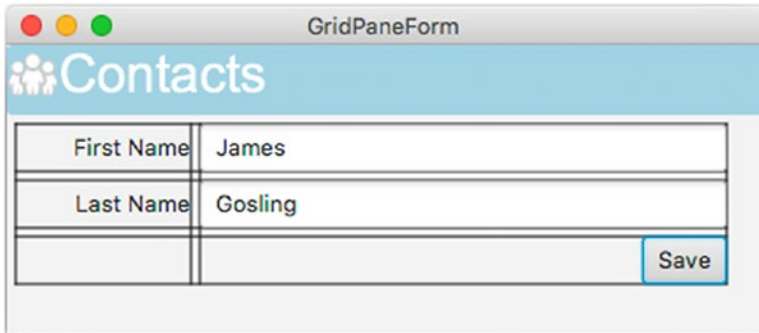 GridPaneForm
Contacts
First Name James
Last Name Gosling
Save